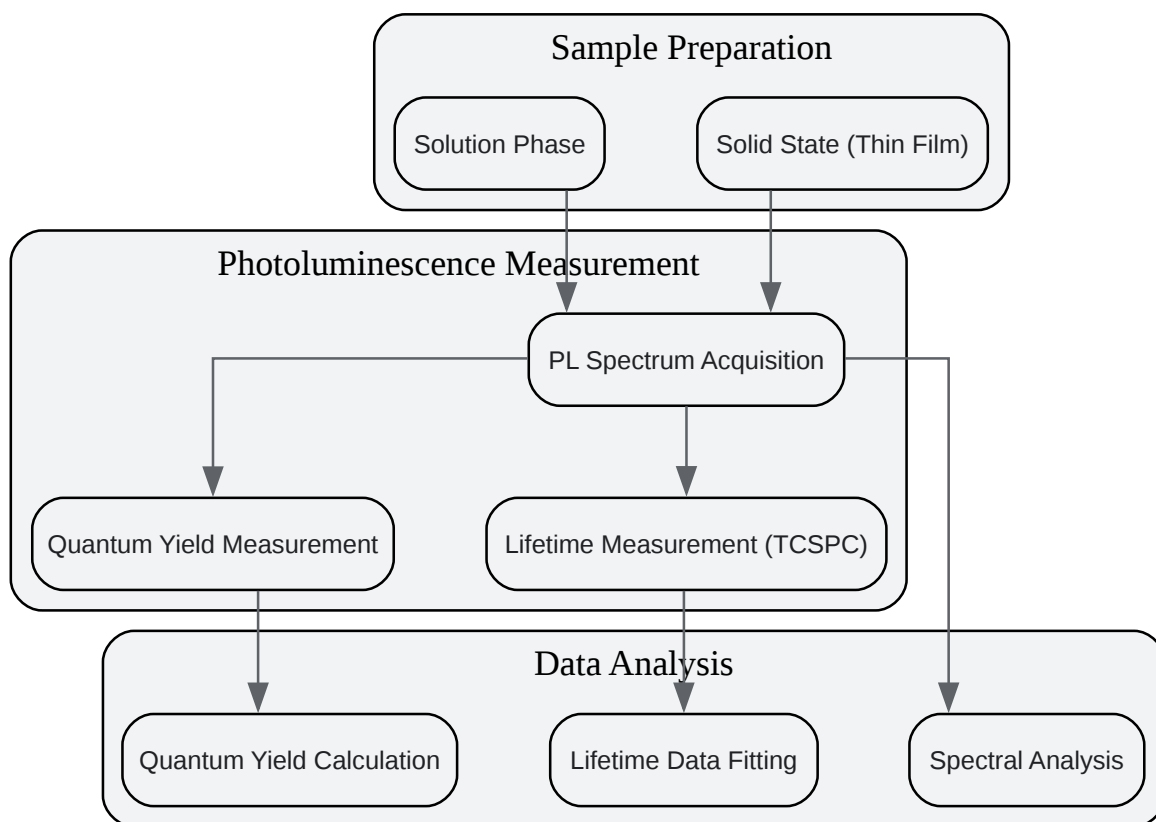 Sample Preparation
Solution Phase
Solid State (Thin Film)
Photoluminescence Measurement
PL Spectrum Acquisition
Quantum Yield Measurement
Lifetime Measurement (TCSPC)
Data Analysis
Quantum Yield Calculation
Lifetime Data Fitting
Spectral Analysis